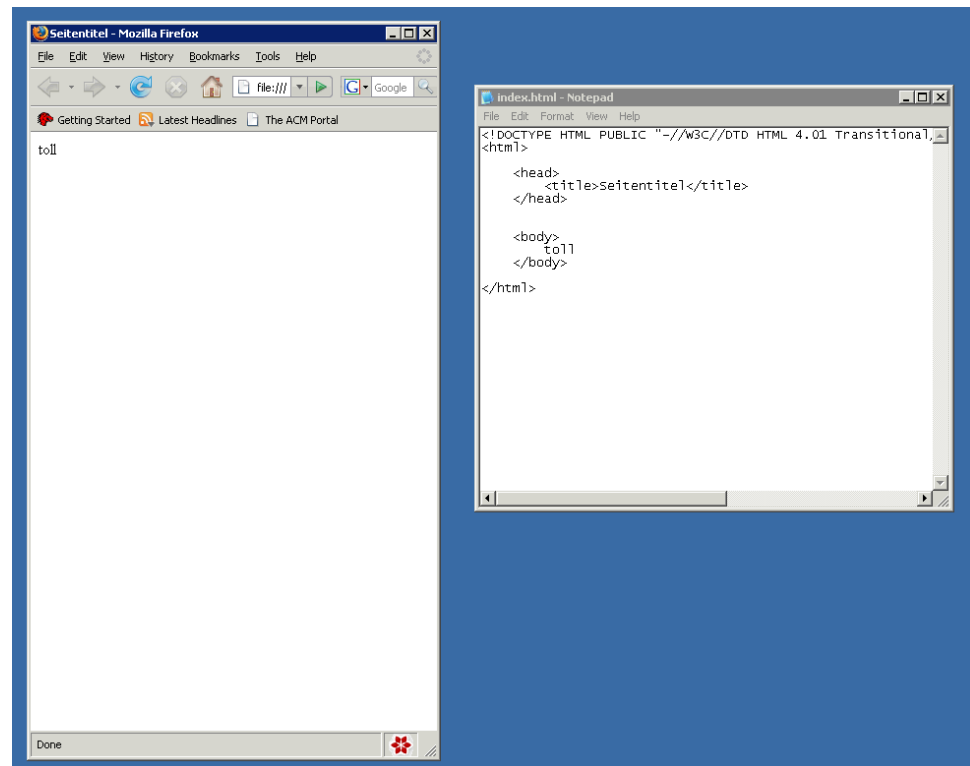 Seitentitel - Mozilla Firefox
File Edit View History Bookmarks Tools Help
file:/// G Google
Getting Started Latest Headlines The ACM Portal
toll
Done
index.html - Notepad
File Edit Format View Help
<!DOCTYPE HTML PUBLIC "-//W3C//DTD HTML 4.01 Transitional,
<html>
<head>
<title>Seitentitel</title>
</head>
<body>
toll
</body>
</html>